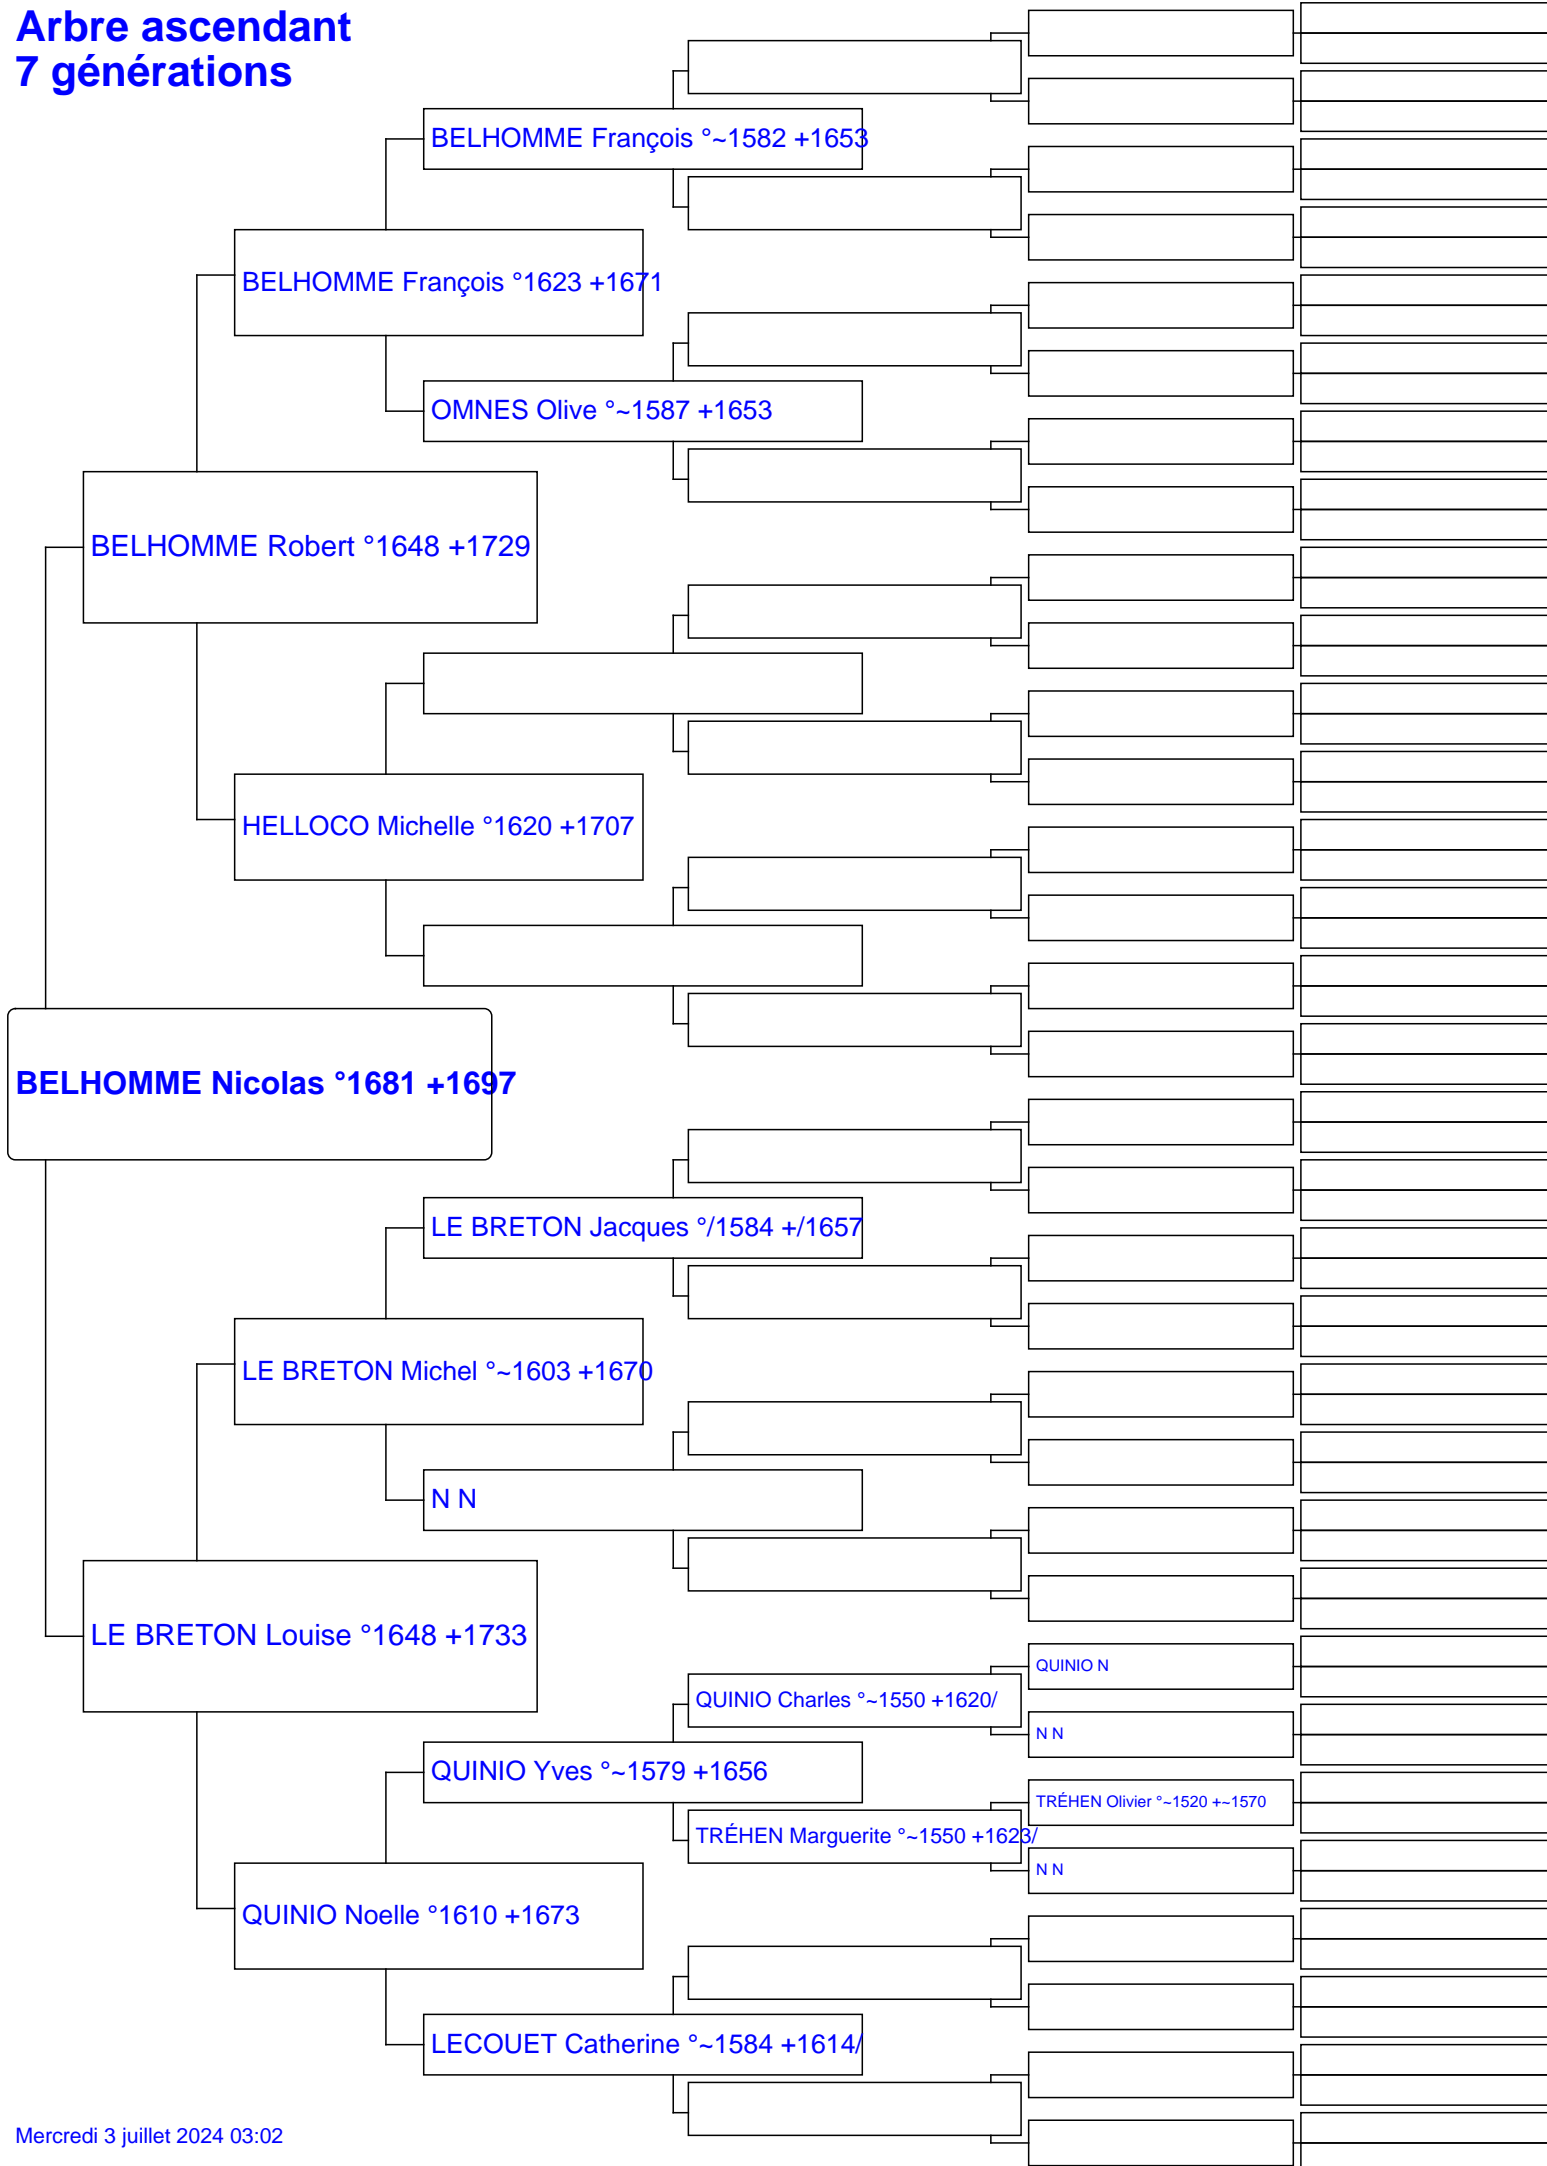 Arbre ascendant
7 générations
BELHOMME François °~1582 +1653
BELHOMME François °1623 +1671
OMNES Olive °~1587 +1653
BELHOMME Robert °1648 +1729
HELLOCO Michelle °1620 +1707
BELHOMME Nicolas °1681 +1697
LE BRETON Jacques °/1584 +/1657
LE BRETON Michel °~1603 +1670
N N
LE BRETON Louise °1648 +1733
QUINIO N
QUINIO Charles °~1550 +1620/
N N
QUINIO Yves °~1579 +1656
TRÉHEN Olivier °~1520 +~1570
TRÉHEN Marguerite °~1550 +1623/
N N
QUINIO Noelle °1610 +1673
LECOUET Catherine °~1584 +1614/
Mercredi 3 juillet 2024 03:02